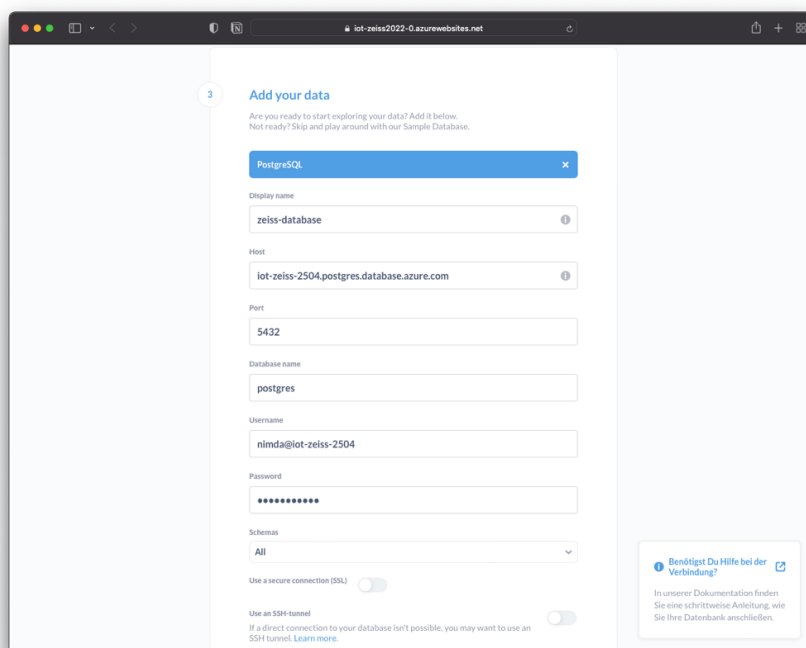 iot-zeiss2022-0.azurewebsites.net
3
Add your data
Are you ready to start exploring your data? Add it below.
Not ready? Skip and play around with our Sample Database.
PostgreSQL
Display name
zeiss-database
Host
iot-zeiss-2504.postgres.database.azure.com
Port
5432
Database name
postgres
Username
nimda@iot-zeiss-2504
Password
•••••••••••
Schemas
All
Use a secure connection (SSL)
Use an SSH-tunnel
If a direct connection to your database isn't possible, you may want to use an
SSH tunnel. Learn more.
Benötigst Du Hilfe bei der
Verbindung?
In unserer Dokumentation finden
Sie eine schrittweise Anleitung, wie
Sie Ihre Datenbank anschließen.